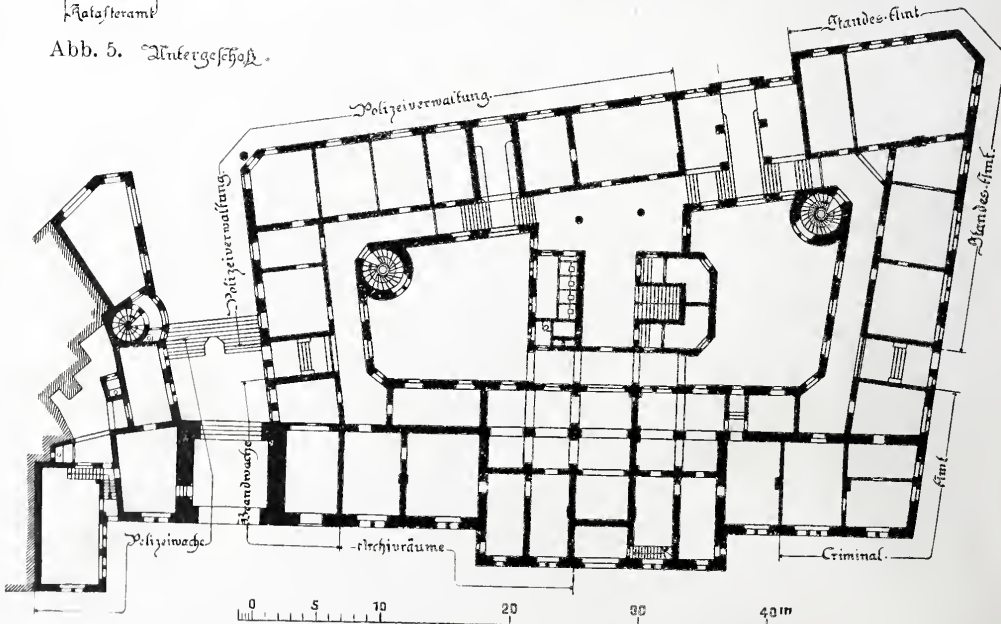 Katasteramt
Abb. 5. Untergeschoß.
Standes-Amt
Polizeiverwaltung.
Polizeiverwaltung.
Standes-Amt.
Brandwache
Amt.
Polizeiwache
Archivräume
Criminal.
0 5 10 20 30 40 m